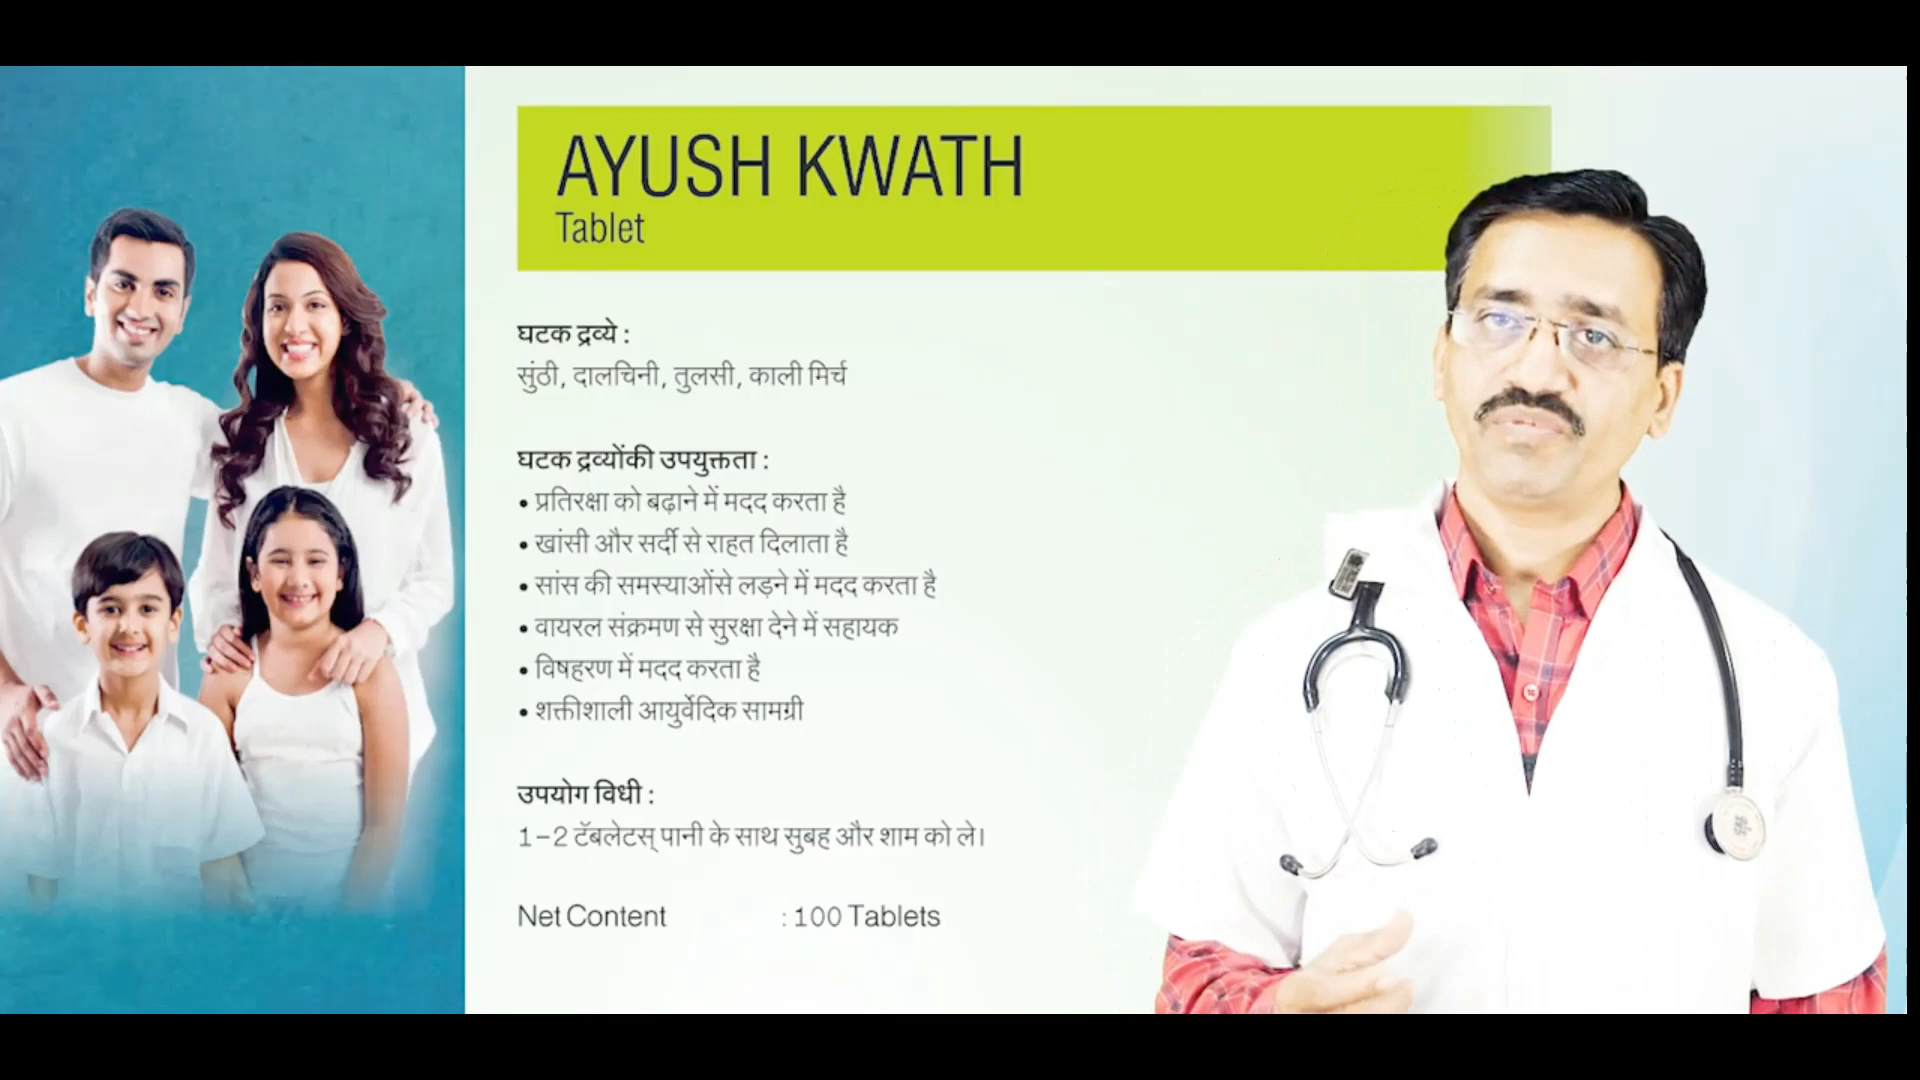 AYUSH KWATH
Tablet
घटक द्रव्ये :
सुंठी, दालचिनी, तुलसी, काली मिर्च
घटक द्रव्योंकी उपयुक्तता :
• प्रतिरक्षा को बढ़ाने में मदद करता है
• खांसी और सर्दी से राहत दिलाता है
• सांस की समस्याओंसे लड़ने में मदद करता है
• वायरल संक्रमण से सुरक्षा देने में सहायक
• विषहरण में मदद करता है
• शक्तीशाली आयुर्वेदिक सामग्री
उपयोग विधी :
1-2 टॅबलेटस् पानी के साथ सुबह और शाम को ले।
Net Content : 100 Tablets